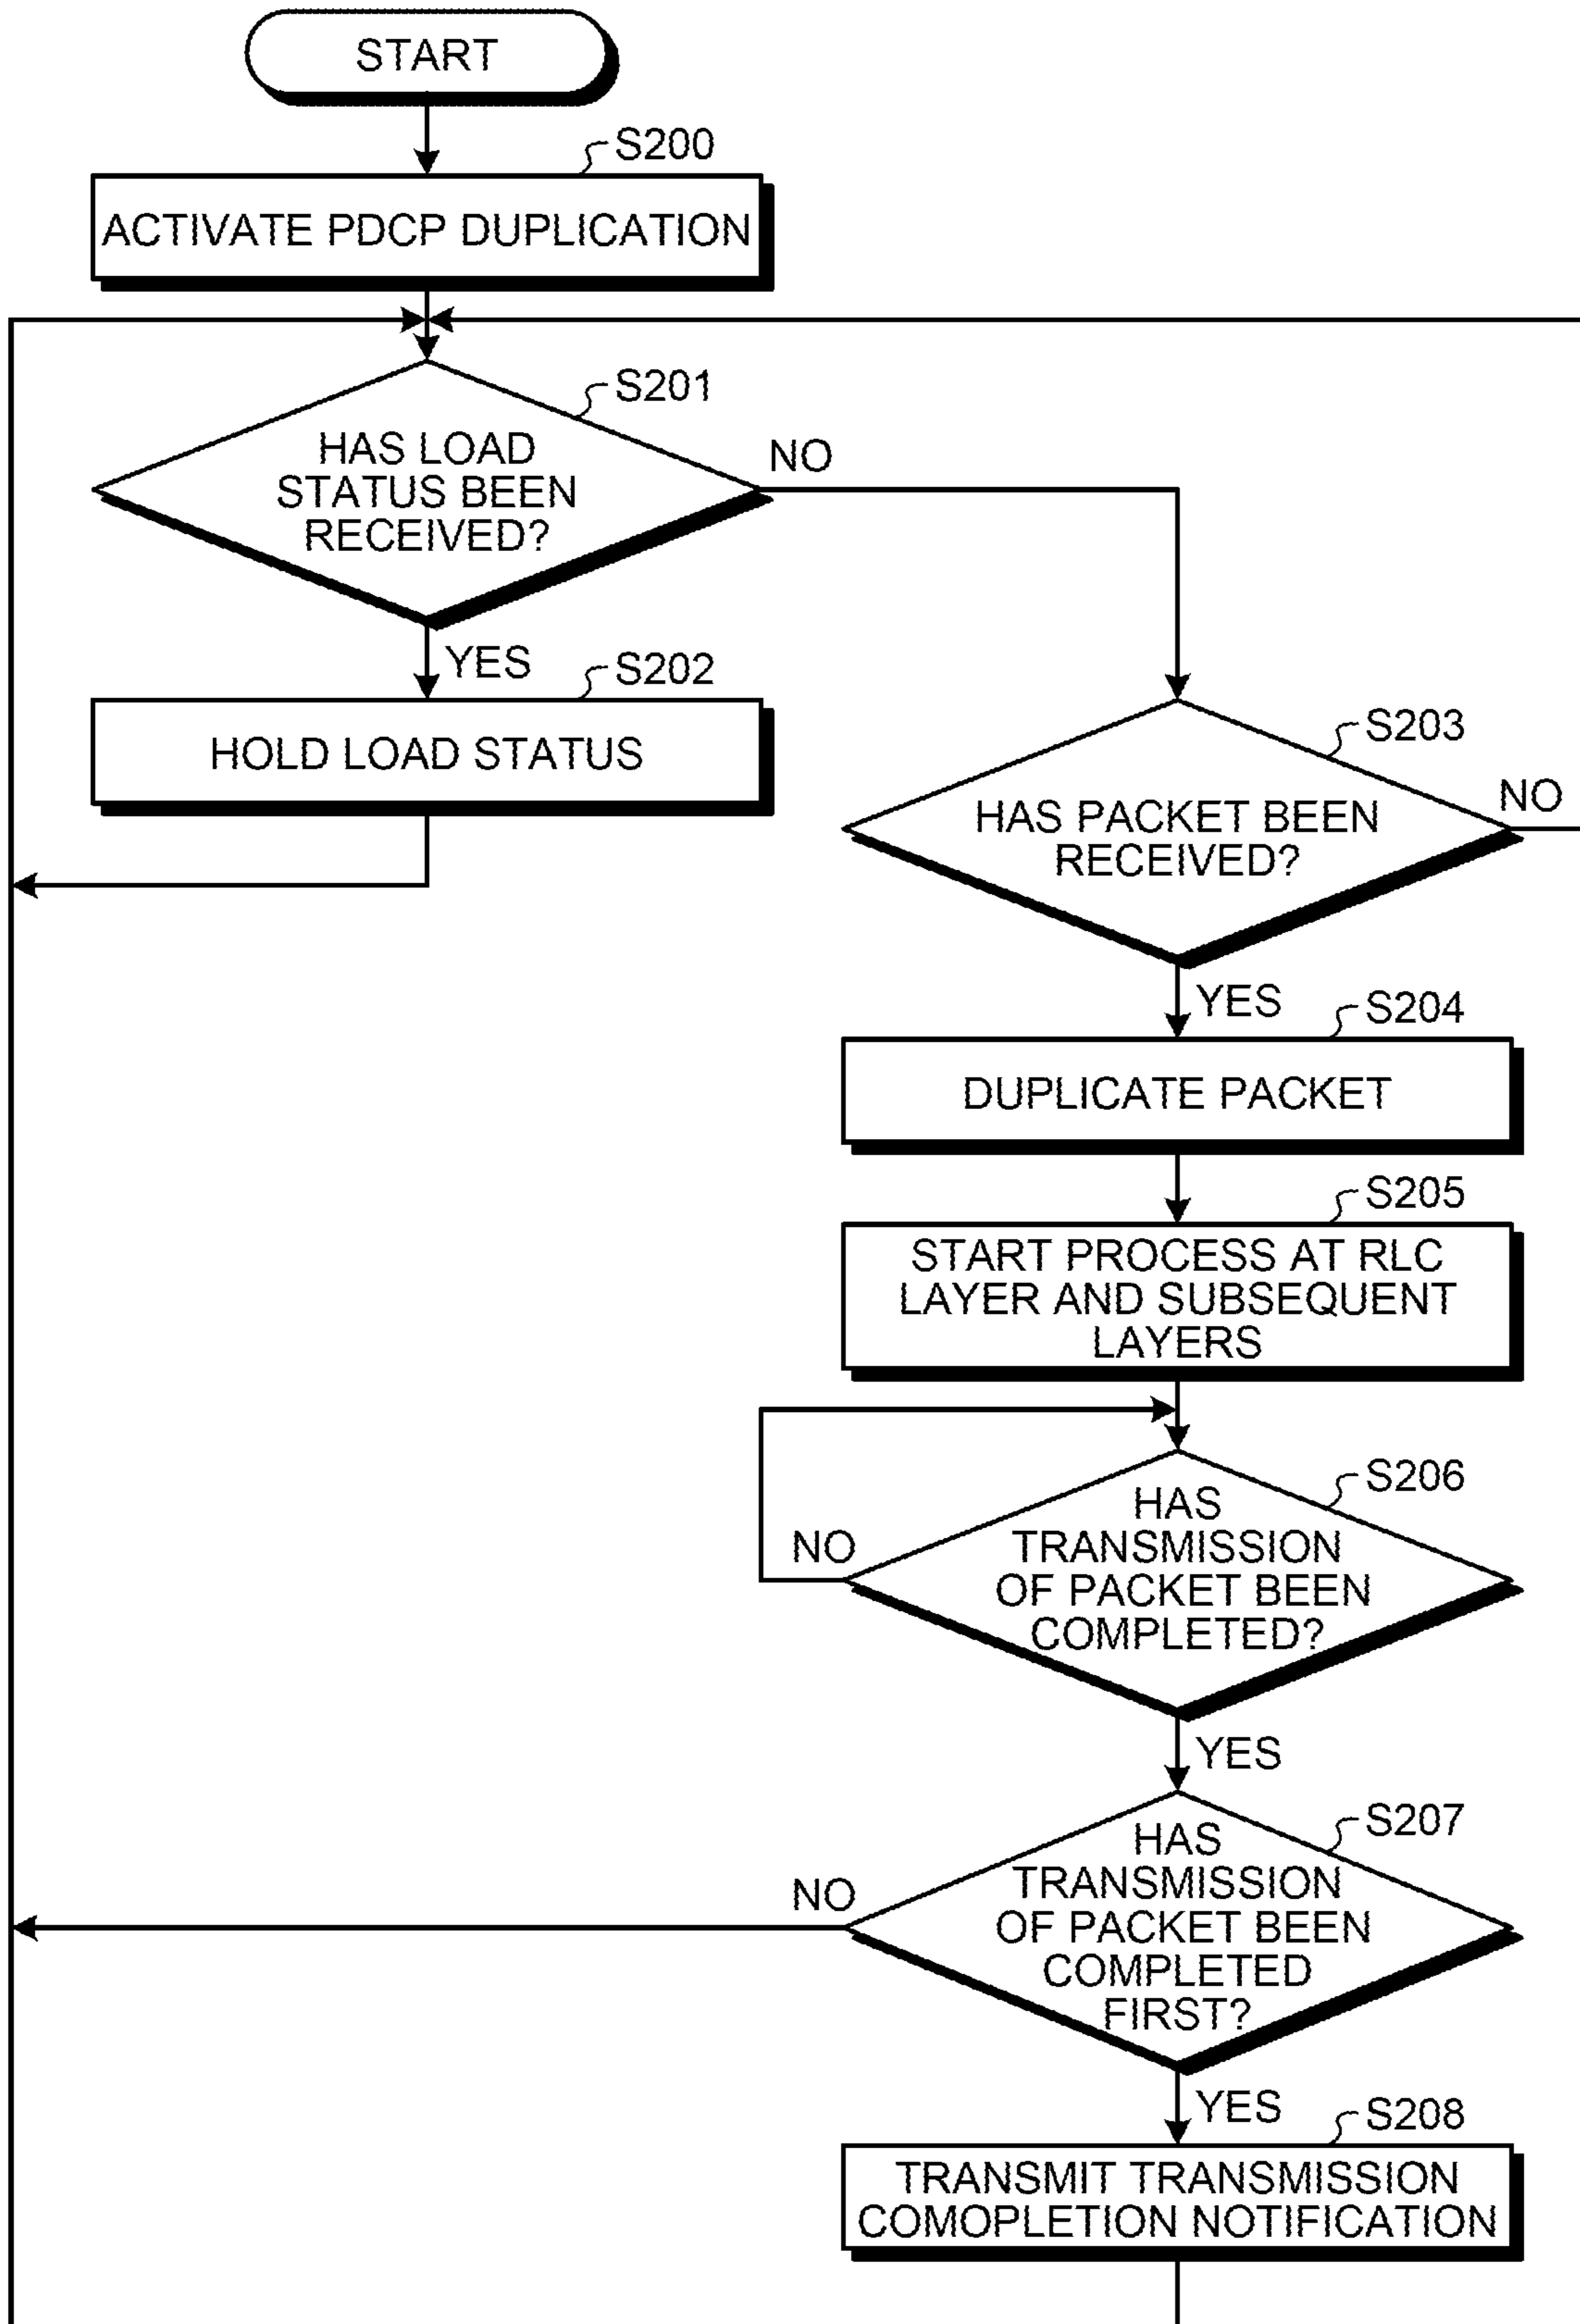 START
S200
ACTIVATE PDCP DUPLICATION
S201
HAS LOAD
STATUS BEEN
RECEIVED?
NO
YES
S202
HOLD LOAD STATUS
S203
HAS PACKET BEEN
RECEIVED?
NO
YES
S204
DUPLICATE PACKET
S205
START PROCESS AT RLC
LAYER AND SUBSEQUENT
LAYERS
S206
HAS
TRANSMISSION
OF PACKET BEEN
COMPLETED?
NO
YES
S207
HAS
TRANSMISSION
OF PACKET BEEN
COMPLETED
FIRST?
NO
YES
S208
TRANSMIT TRANSMISSION
COMOPLETION NOTIFICATION